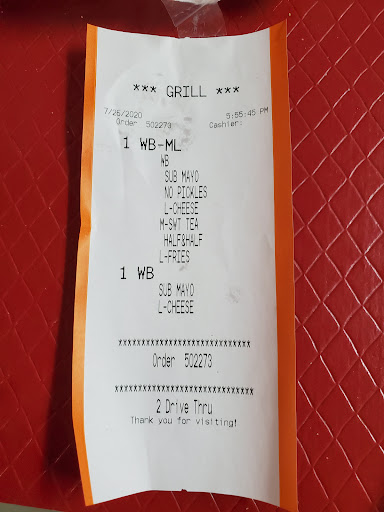 *** GRILL ***
7/26/2020 5:55:45 PM
Order 502273 Cashier:
1 WB-ML
WB
SUB MAYO
NO PICKLES
L-CHEESE
M-SWT TEA
HALF&HALF
L-FRIES
1 WB
SUB MAYO
L-CHEESE
****************************
Order 502273
******************************
2 Drive Thru
Thank you for visiting!